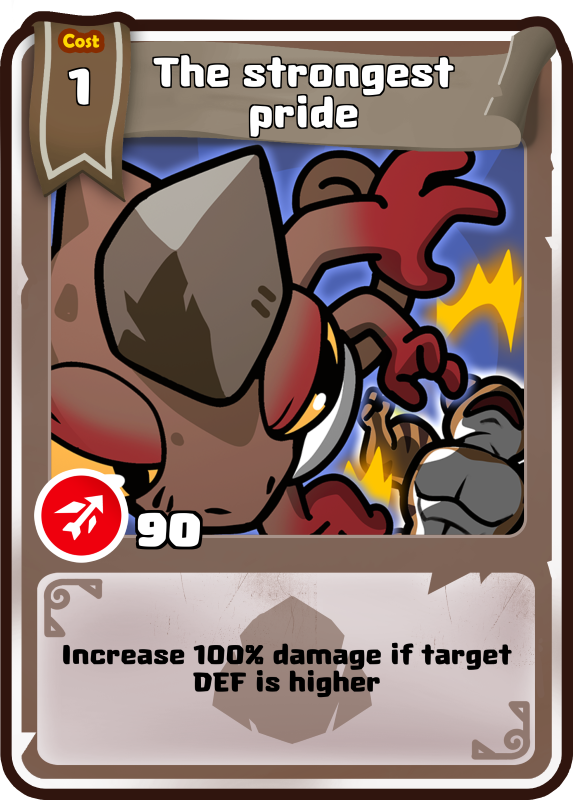 Cost
1
The strongest
pride
90
Increase 100% damage if target
DEF is higher